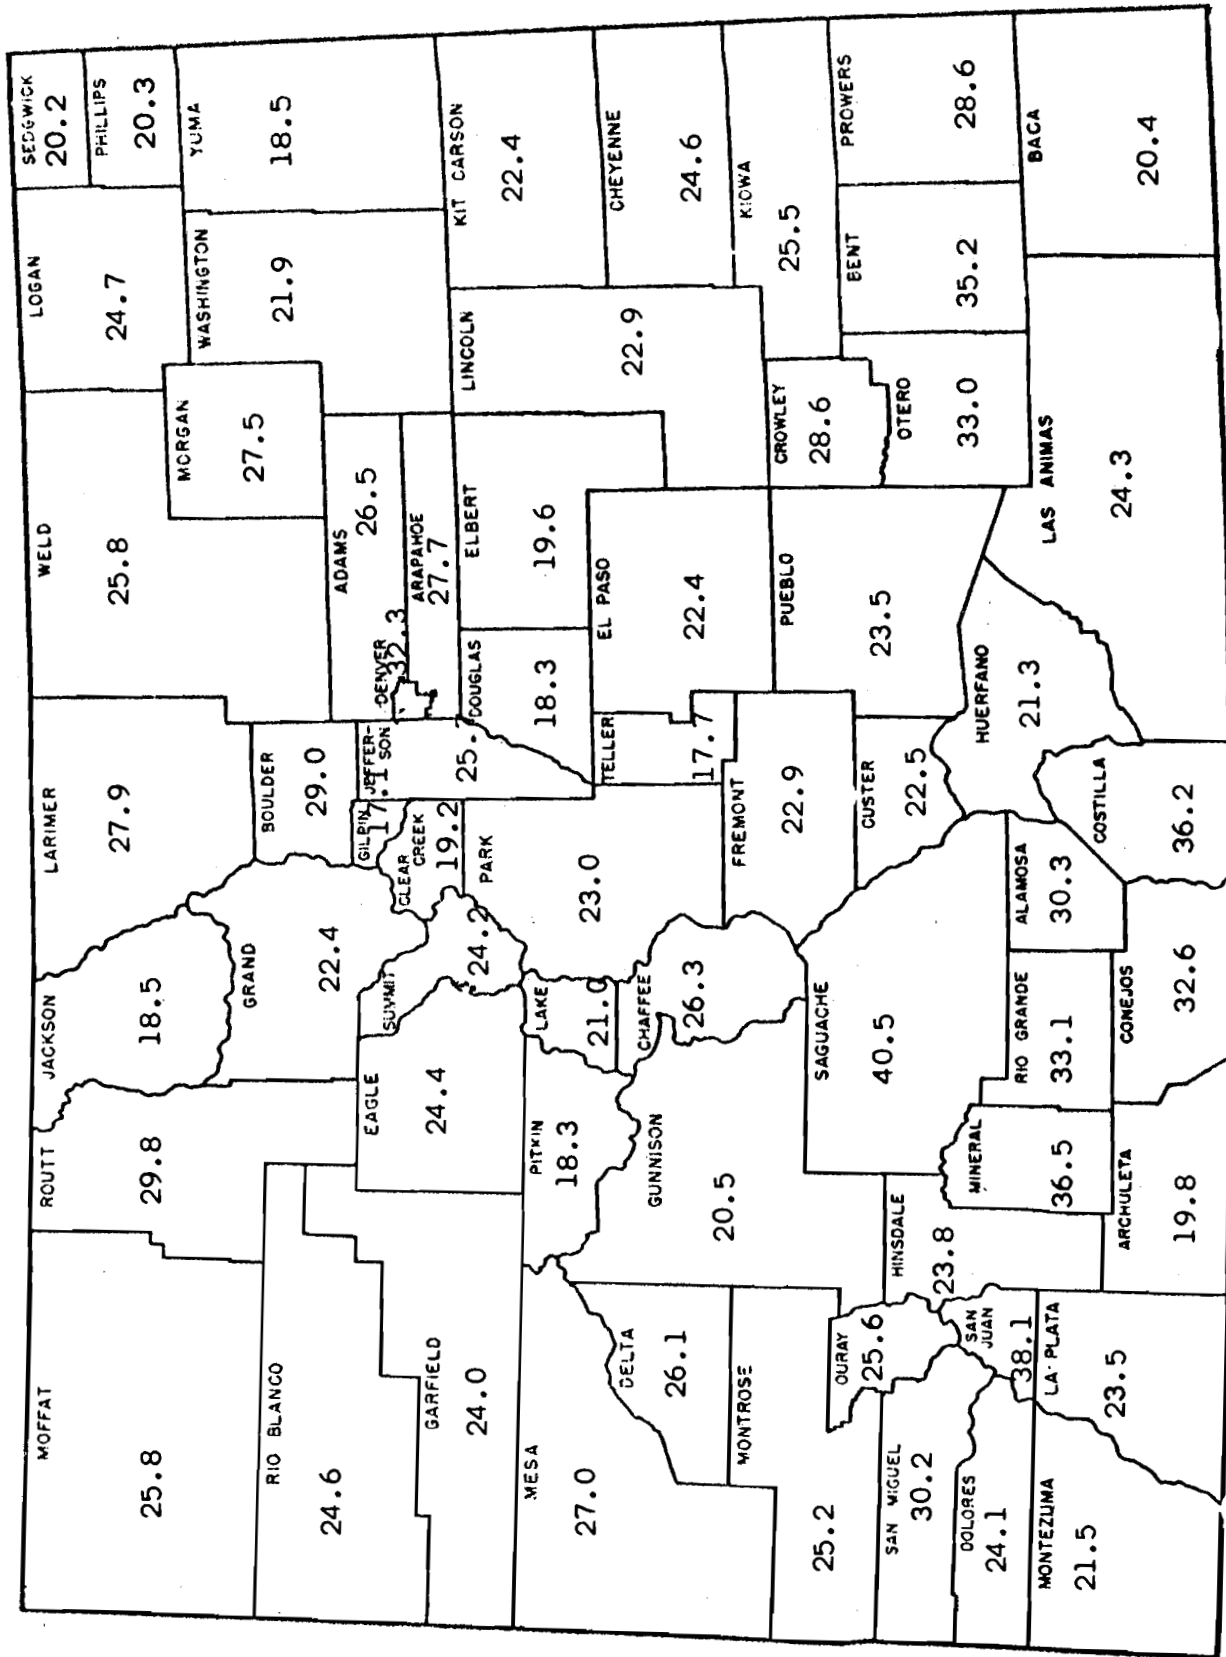 MOFFAT
25.8
ROUTT
29.8
JACKSON
18.5
LARIMER
27.9
WELD
25.8
LOGAN
24.7
SEDGWICK
20.2
PHILLIPS
20.3
RIO BLANCO
24.6
GRAND
22.4
BOULDER
29.0
MORGAN
27.5
WASHINGTON
21.9
YUMA
18.5
GARFIELD
24.0
EAGLE
24.4
SUMMIT
24.2
GILPIN
17.1
CLEAR
CREEK
19.2
JEFFER-
SON
DENVER
32.3
ADAMS
26.5
ARAPAHOE
27.7
MESA
27.0
PITKIN
18.3
LAKE
21.0
PARK
23.0
DOUGLAS
18.3
ELBERT
19.6
LINCOLN
22.9
KIT CARSON
22.4
DELTA
26.1
GUNNISON
20.5
CHAFFEE
26.3
TELLER
17.7
EL PASO
22.4
CHEYENNE
24.6
MONTROSE
25.2
FREMONT
22.9
PUEBLO
23.5
CROWLEY
28.6
KIOWA
25.5
OURAY
25.6
SAGUACHE
40.5
CUSTER
22.5
OTERO
33.0
BENT
35.2
PROWERS
28.6
SAN MIGUEL
30.2
HINSDALE
23.8
DOLORES
24.1
SAN
JUAN
38.1
MINERAL
36.5
RIO GRANDE
33.1
ALAMOSA
30.3
HUERFANO
21.3
LAS ANIMAS
24.3
BACA
20.4
MONTEZUMA
21.5
LA PLATA
23.5
ARCHULETA
19.8
CONEJOS
32.6
COSTILLA
36.2